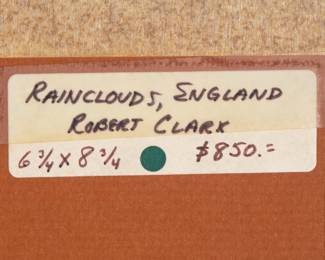 RAINCLOUDS, ENGLAND
ROBERT CLARK
6 3/4 X 8 3/4 $850.=